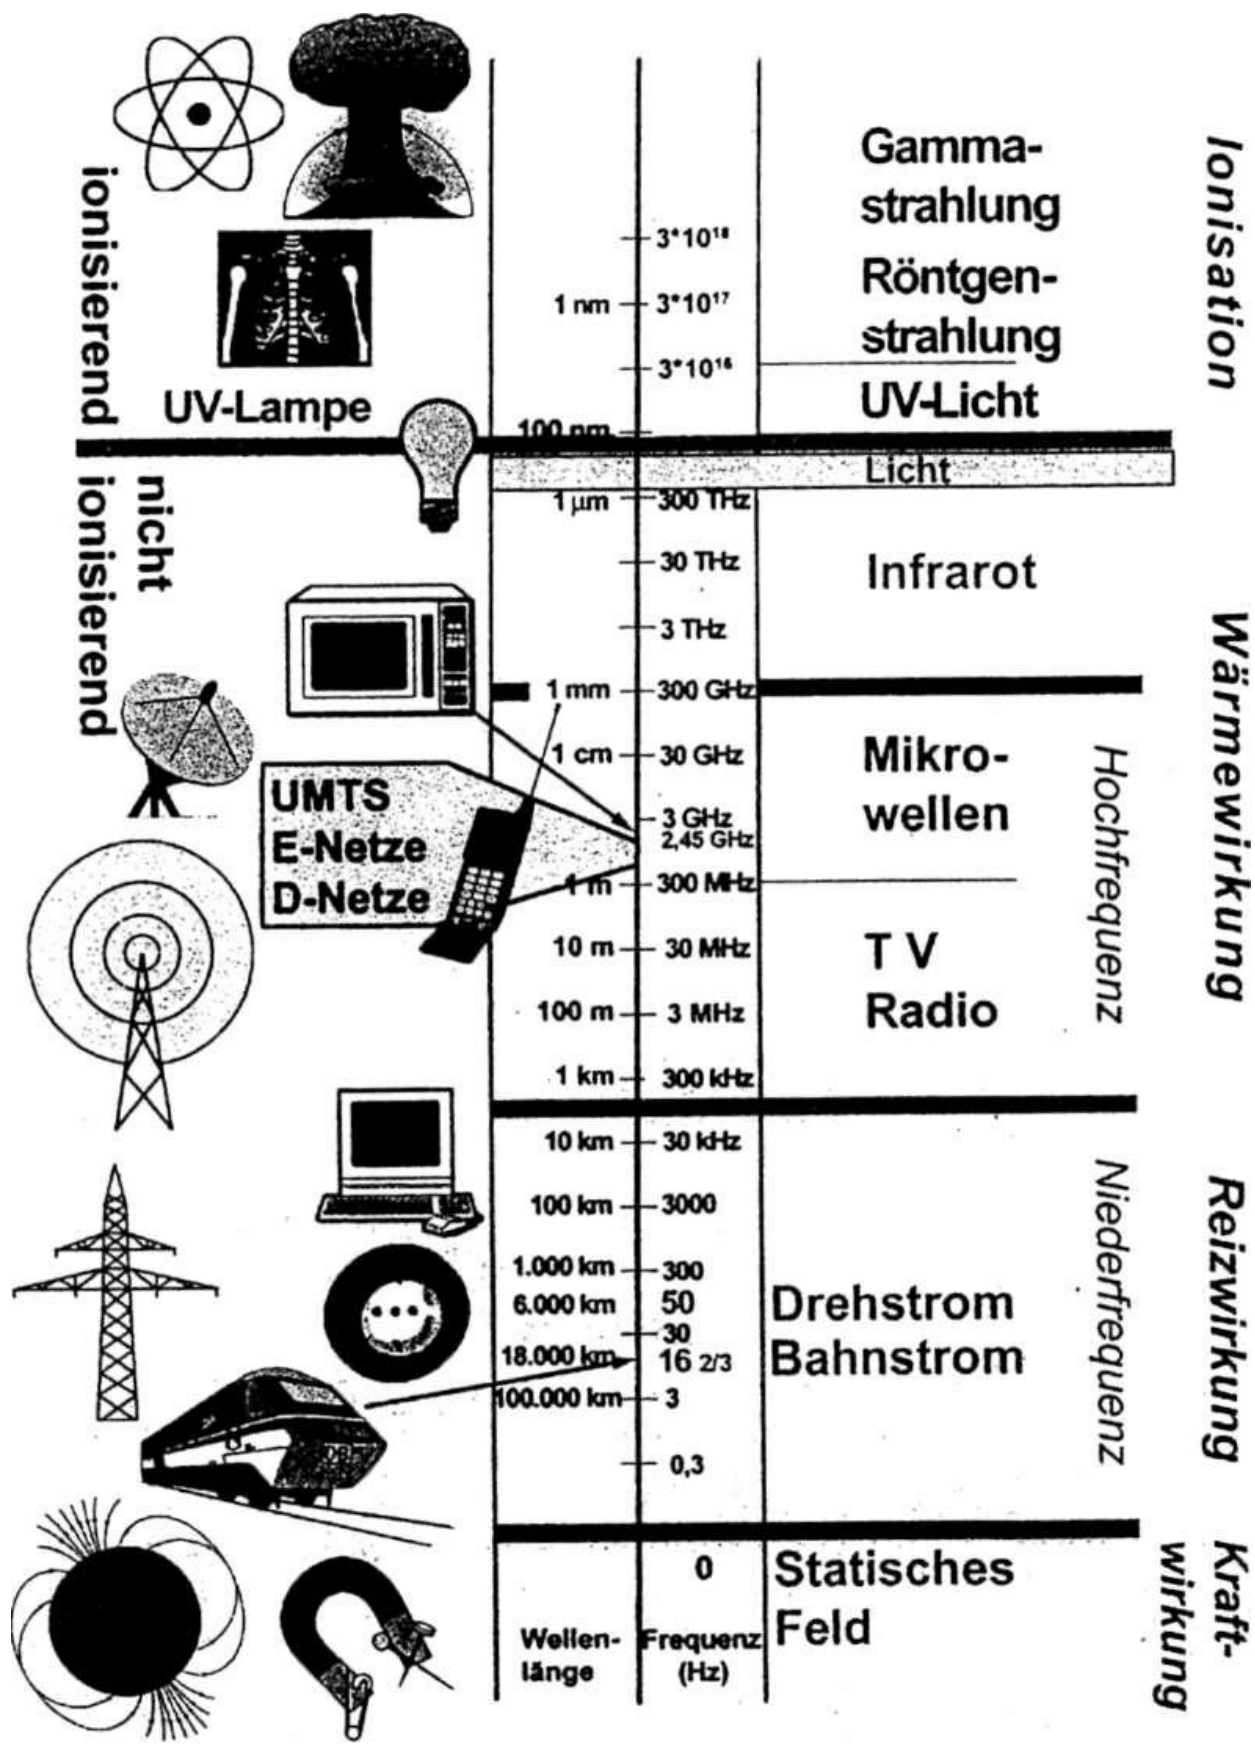 ionisierend
UV-Lampe
nicht
ionisierend
UMTS
E-Netze
D-Netze
1 nm
100 nm
1 µm
1 mm
1 cm
1 m
10 m
100 m
1 km
10 km
100 km
1.000 km
6.000 km
18.000 km
100.000 km
Wellen-
länge
3*10¹⁸
3*10¹⁷
3*10¹⁶
300 THz
30 THz
3 THz
300 GHz
30 GHz
3 GHz
2,45 GHz
300 MHz
30 MHz
3 MHz
300 kHz
30 kHz
3000
300
50
30
16 2/3
3
0,3
0
Frequenz
(Hz)
Gamma-
strahlung
Röntgen-
strahlung
UV-Licht
Licht
Infrarot
Mikro-
wellen
T V
Radio
Drehstrom
Bahnstrom
Statisches
Feld
Hochfrequenz
Niederfrequenz
Ionisation
Wärmewirkung
Reizwirkung
Kraft-
wirkung